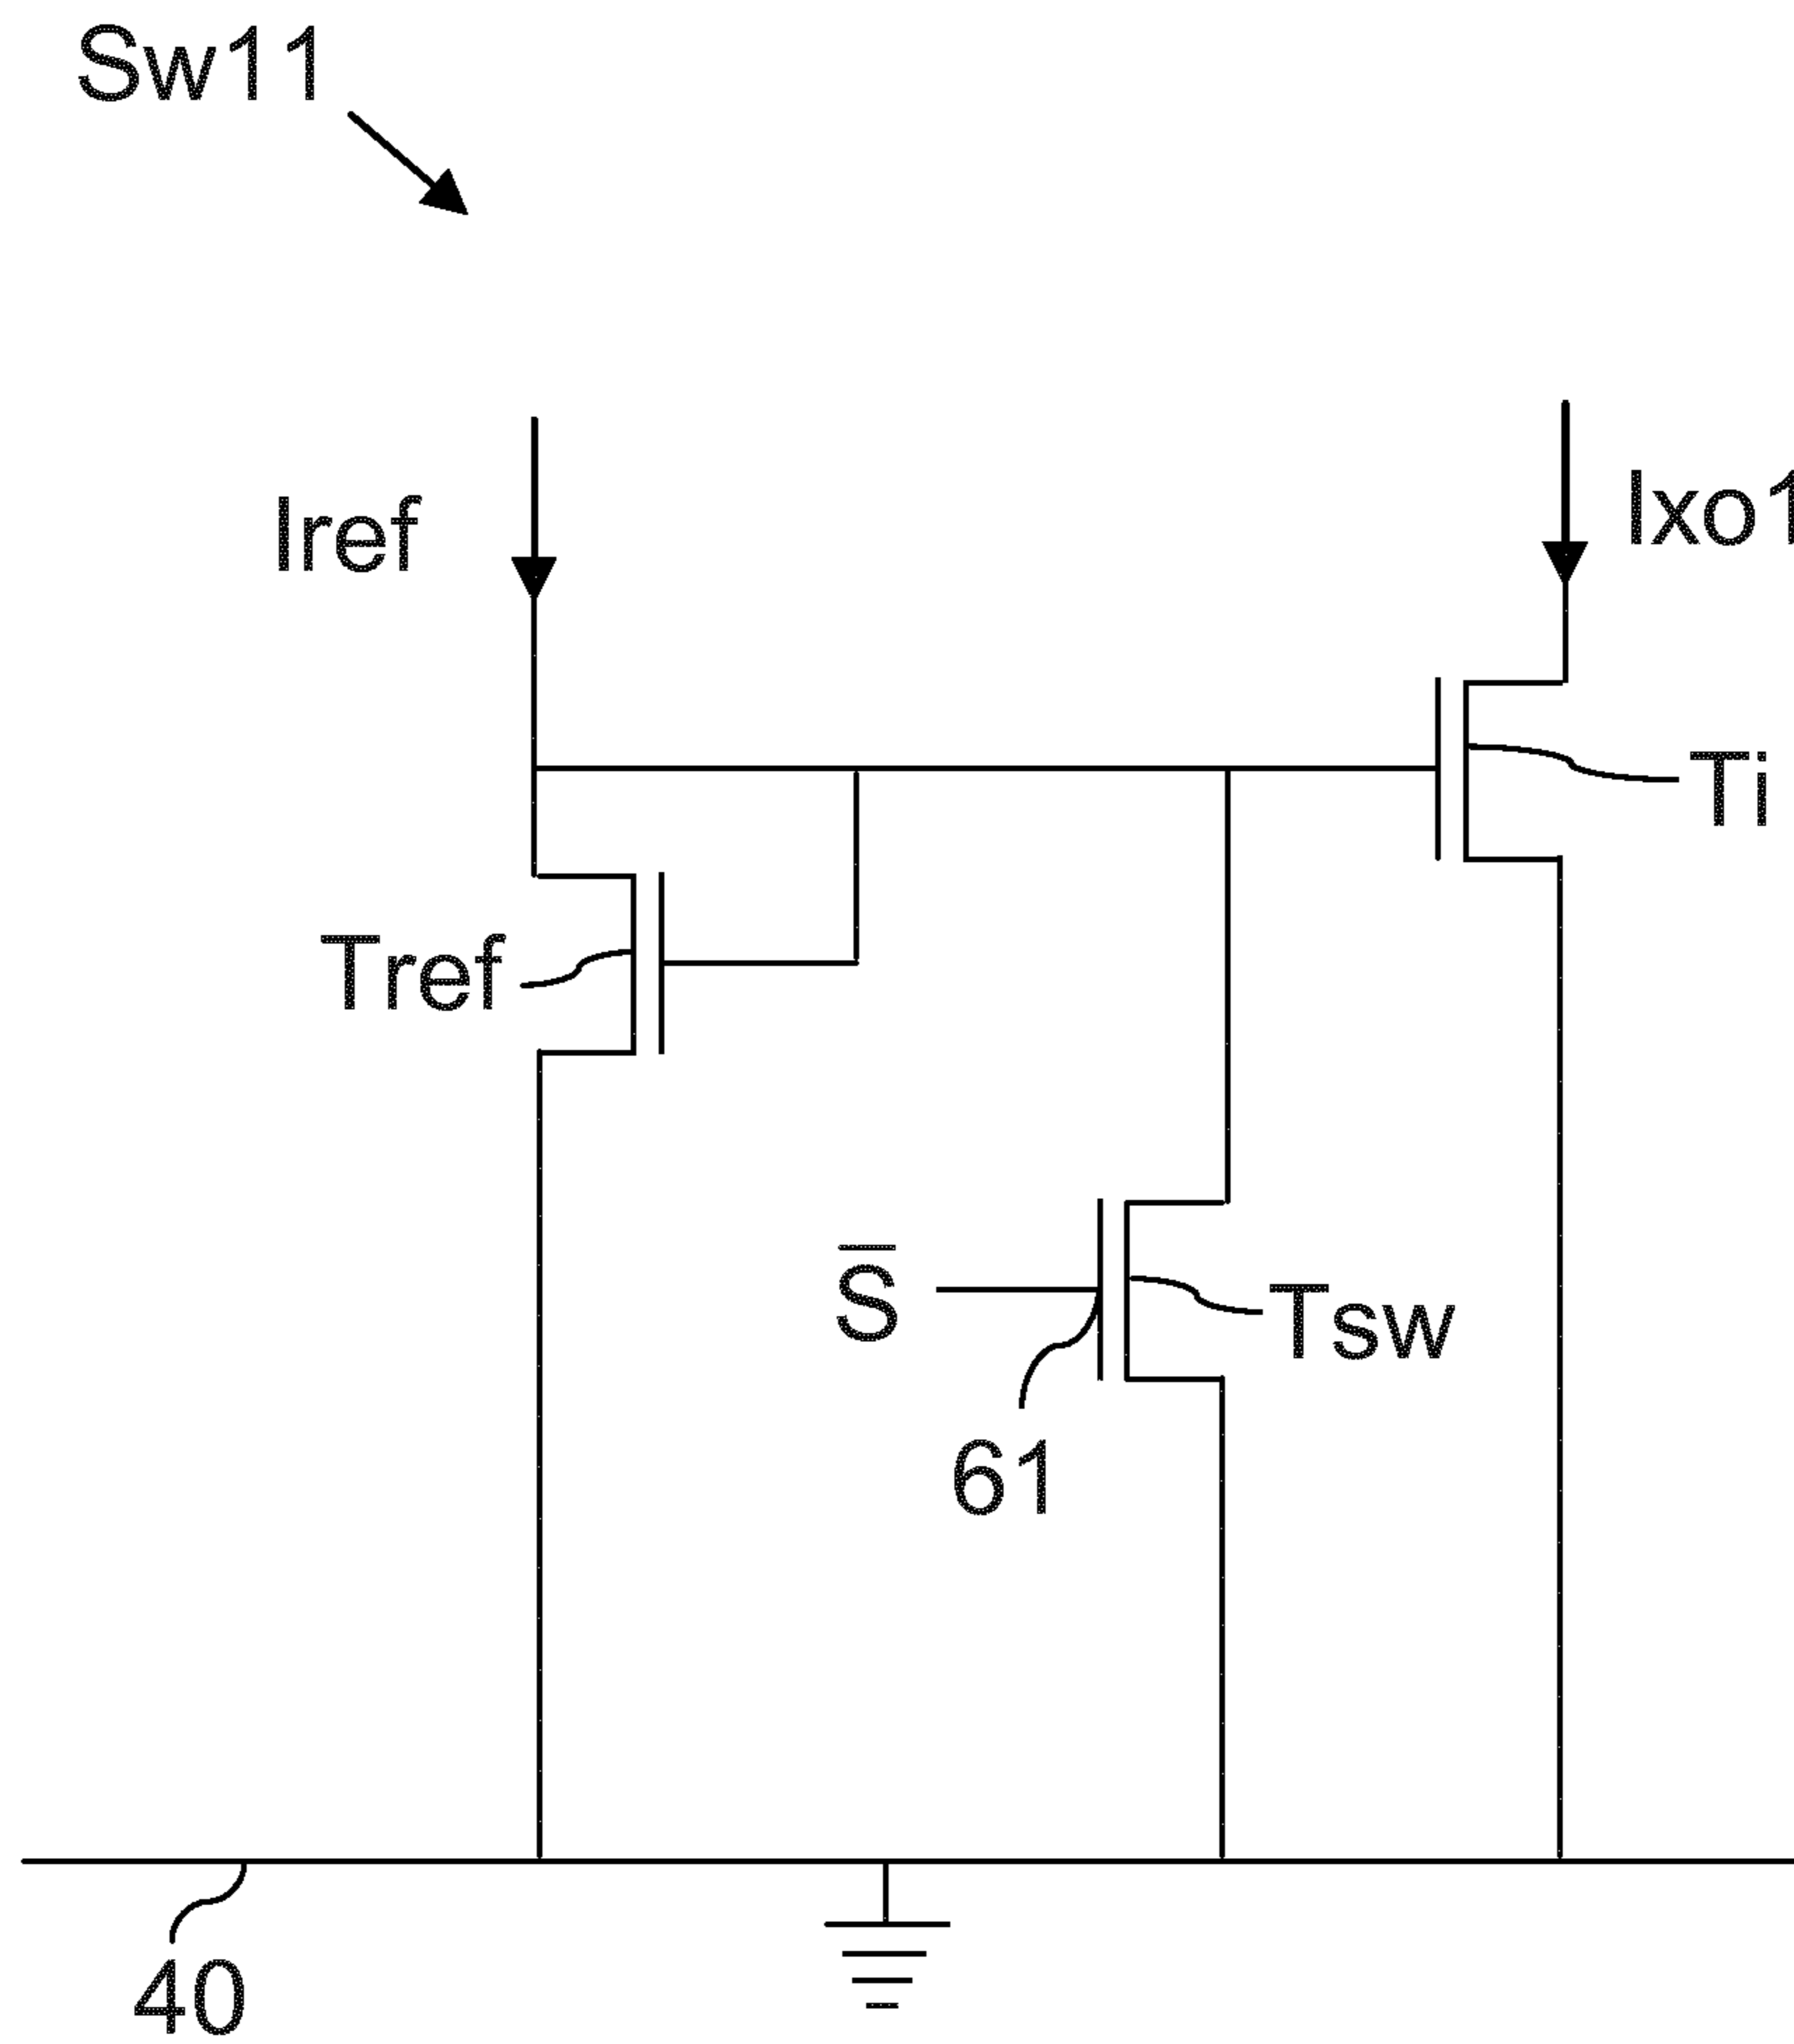 Sw11
Iref
Ixo1
Ti
Tref
S̅
Tsw
61
40